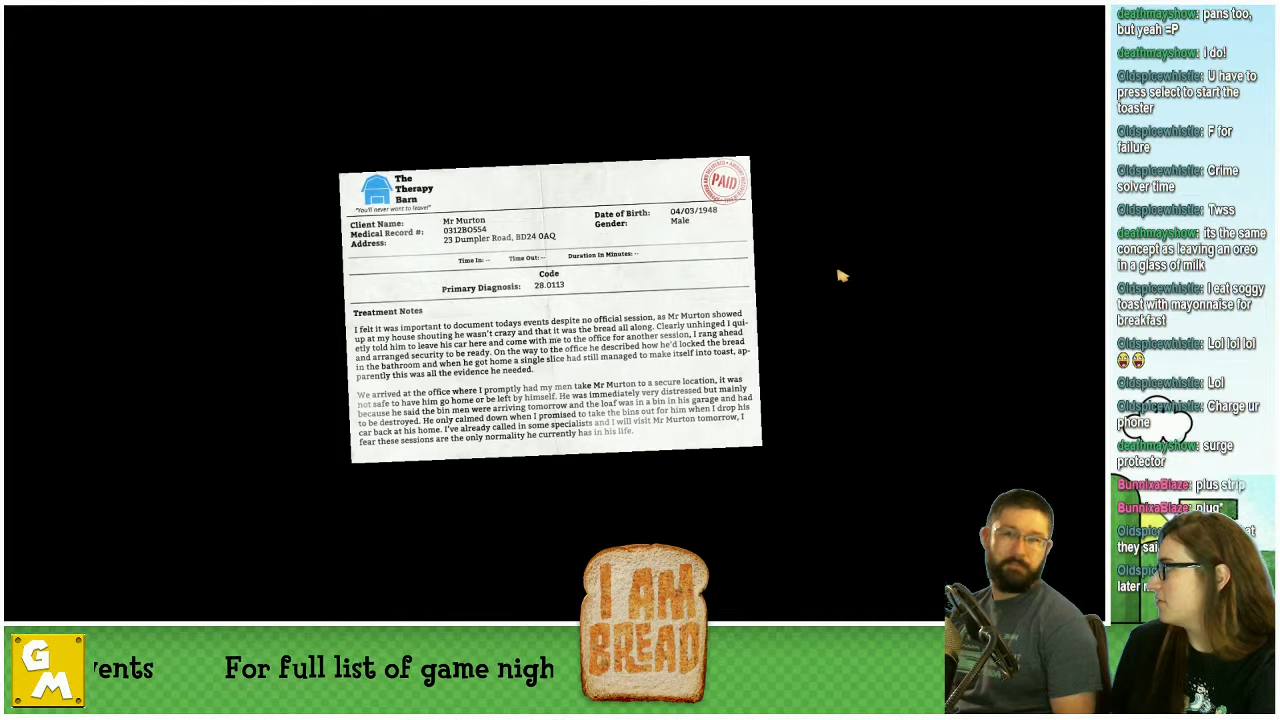 The
Therapy
Barn
"You'll never want to leave!"
PAID
Client Name: Mr Murton
Medical Record #: 0312BO554
Address: 23 Dumpler Road, BD24 0AQ
Date of Birth: 04/03/1948
Gender: Male
Time In: -- Time Out: -- Duration In Minutes: --
Code
Primary Diagnosis: 28.0113
Treatment Notes
I felt it was important to document todays events despite no official session, as Mr Murton showed
up at my house shouting he wasn't crazy and that it was the bread all along. Clearly unhinged I qui-
etly told him to leave his car here and come with me to the office for another session, I rang ahead
and arranged security to be ready. On the way to the office he described how he'd locked the bread
in the bathroom and when he got home a single slice had still managed to make itself into toast, ap-
parently this was all the evidence he needed.
We arrived at the office where I promptly had my men take Mr Murton to a secure location, it was
not safe to have him go home or be left by himself. He was immediately very distressed but mainly
because he said the bin men were arriving tomorrow and the loaf was in a bin in his garage and had
to be destroyed. He only calmed down when I promised to take the bins out for him when I drop his
car back at his home. I've already called in some specialists and I will visit Mr Murton tomorrow, I
fear these sessions are the only normality he currently has in his life.
deathmayshow: pans too,
but yeah =P
deathmayshow: I do!
Oldspicewhistle: U have to
press select to start the
toaster
Oldspicewhistle: F for
failure
Oldspicewhistle: Crime
solver time
Oldspicewhistle: Twss
deathmayshow: its the same
concept as leaving an oreo
in a glass of milk
Oldspicewhistle: I eat soggy
toast with mayonnaise for
breakfast
Oldspicewhistle: Lol lol lol
Oldspicewhistle: Lol
Oldspicewhistle: Charge ur
phone
deathmayshow: surge
protector
BunnixaBlaze: plus strip
BunnixaBlaze: plug*
they
later
I AM
BREAD
GM
vents For full list of game nigh